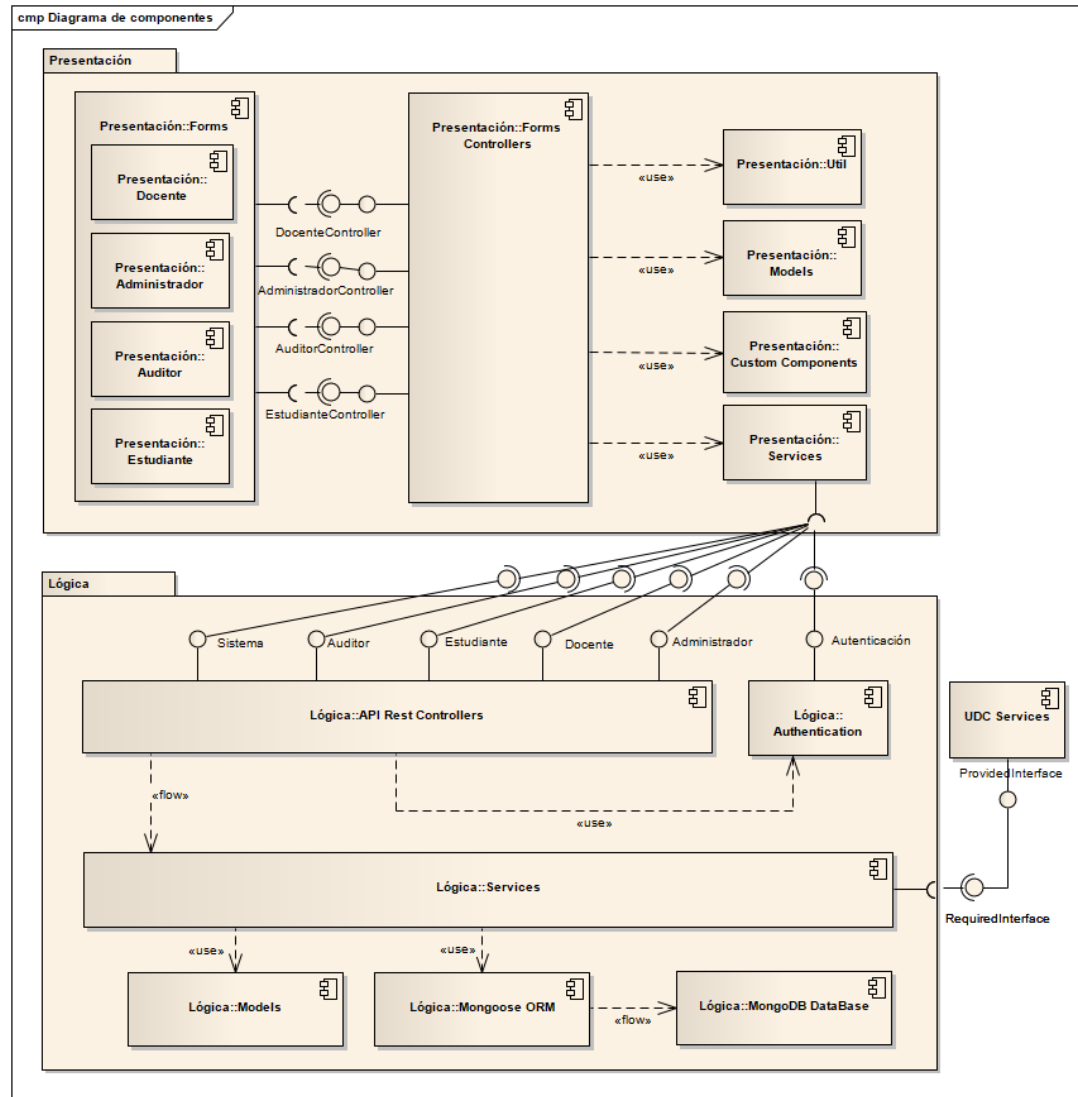 cmp Diagrama de componentes
Presentación
Presentación::Forms
Presentación::
Docente
Presentación::
Administrador
Presentación::
Auditor
Presentación::
Estudiante
DocenteController
AdministradorController
AuditorController
EstudianteController
Presentación::Forms
Controllers
«use»
«use»
«use»
«use»
Presentación::Util
Presentación::
Models
Presentación::
Custom Components
Presentación::
Services
Lógica
Sistema
Auditor
Estudiante
Docente
Administrador
Autenticación
Lógica::API Rest Controllers
Lógica::
Authentication
UDC Services
ProvidedInterface
«flow»
«use»
Lógica::Services
RequiredInterface
«use»
«use»
Lógica::Models
Lógica::Mongoose ORM
«flow»
Lógica::MongoDB DataBase